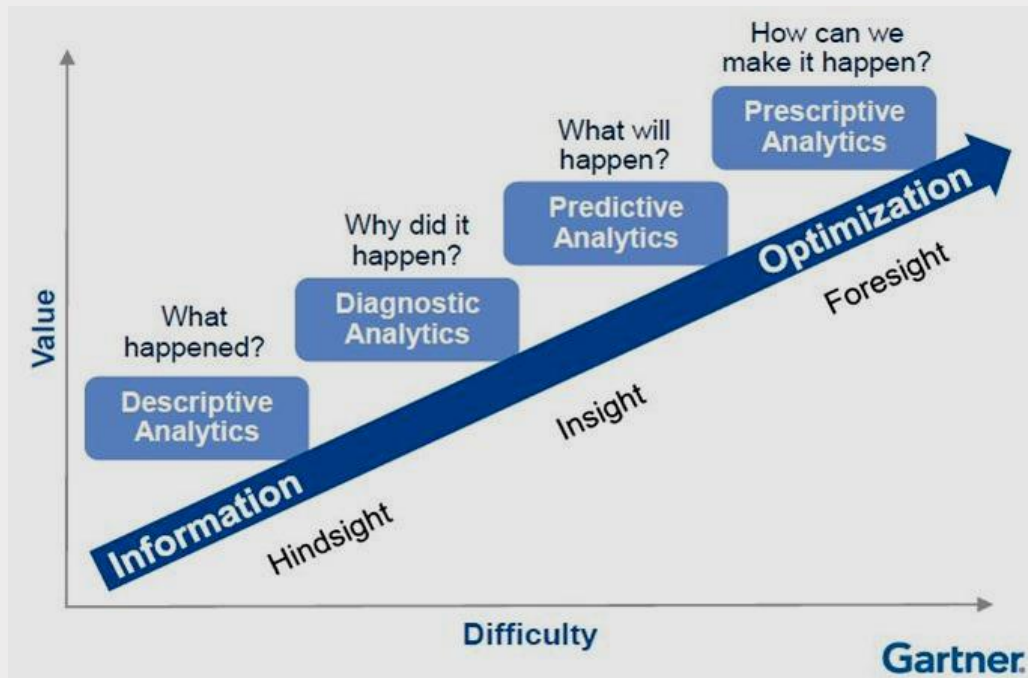 How can we
make it happen?
Prescriptive
Analytics
What will
happen?
Predictive
Analytics
Why did it
happen?
Diagnostic
Analytics
What
happened?
Descriptive
Analytics
Value
Information
Optimization
Hindsight
Insight
Foresight
Difficulty
Gartner.